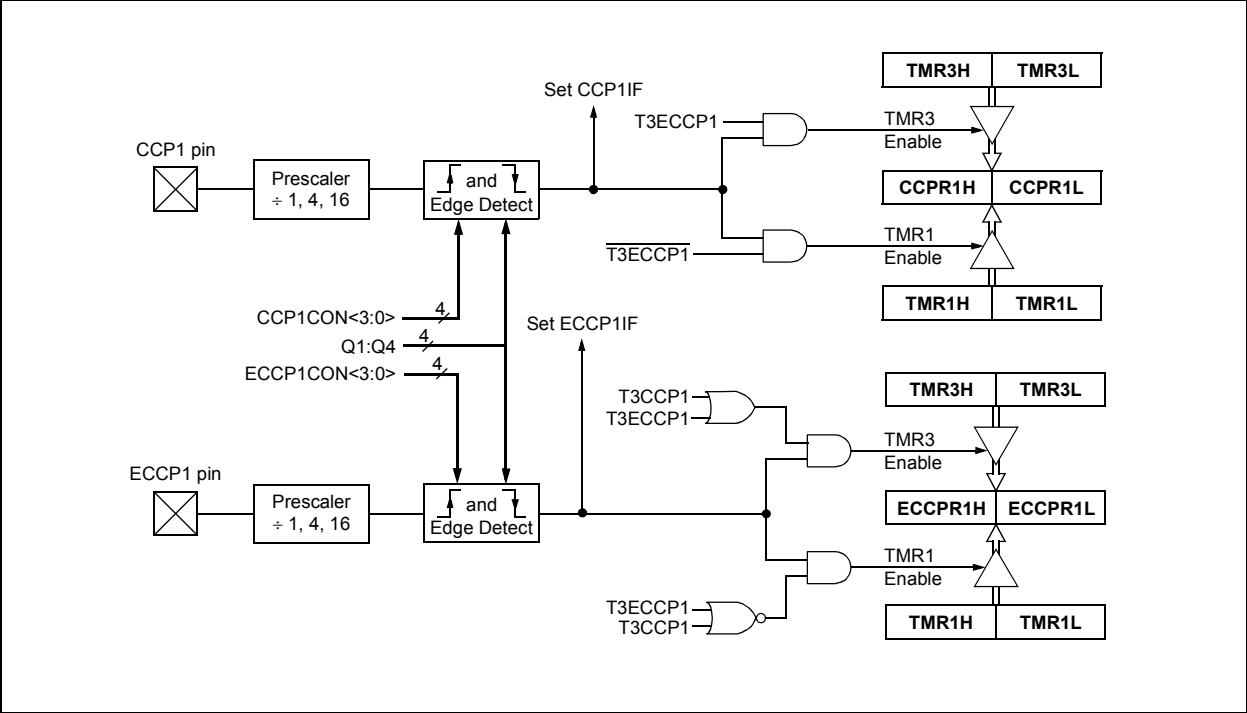 TMR3H TMR3L
Set CCP1IF
T3ECCP1
TMR3
Enable
CCP1 pin
Prescaler
÷ 1, 4, 16
and
Edge Detect
CCPR1H CCPR1L
T3ECCP1
TMR1
Enable
TMR1H TMR1L
CCP1CON<3:0> 4
Q1:Q4 4
ECCP1CON<3:0> 4
Set ECCP1IF
TMR3H TMR3L
T3CCP1
T3ECCP1
TMR3
Enable
ECCP1 pin
Prescaler
÷ 1, 4, 16
and
Edge Detect
ECCPR1H ECCPR1L
TMR1
Enable
T3ECCP1
T3CCP1
TMR1H TMR1L